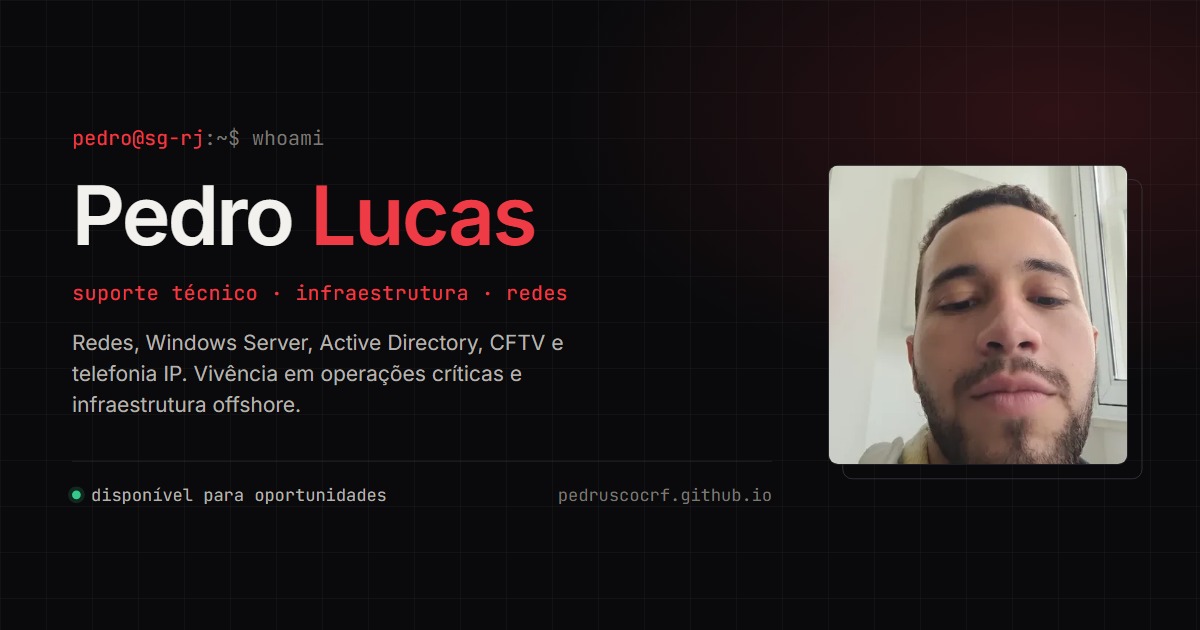 pedro@sg-rj:~$ whoami
Pedro Lucas
suporte técnico · infraestrutura · redes
Redes, Windows Server, Active Directory, CFTV e
telefonia IP. Vivência em operações críticas e
infraestrutura offshore.
disponível para oportunidades
pedruscocrf.github.io